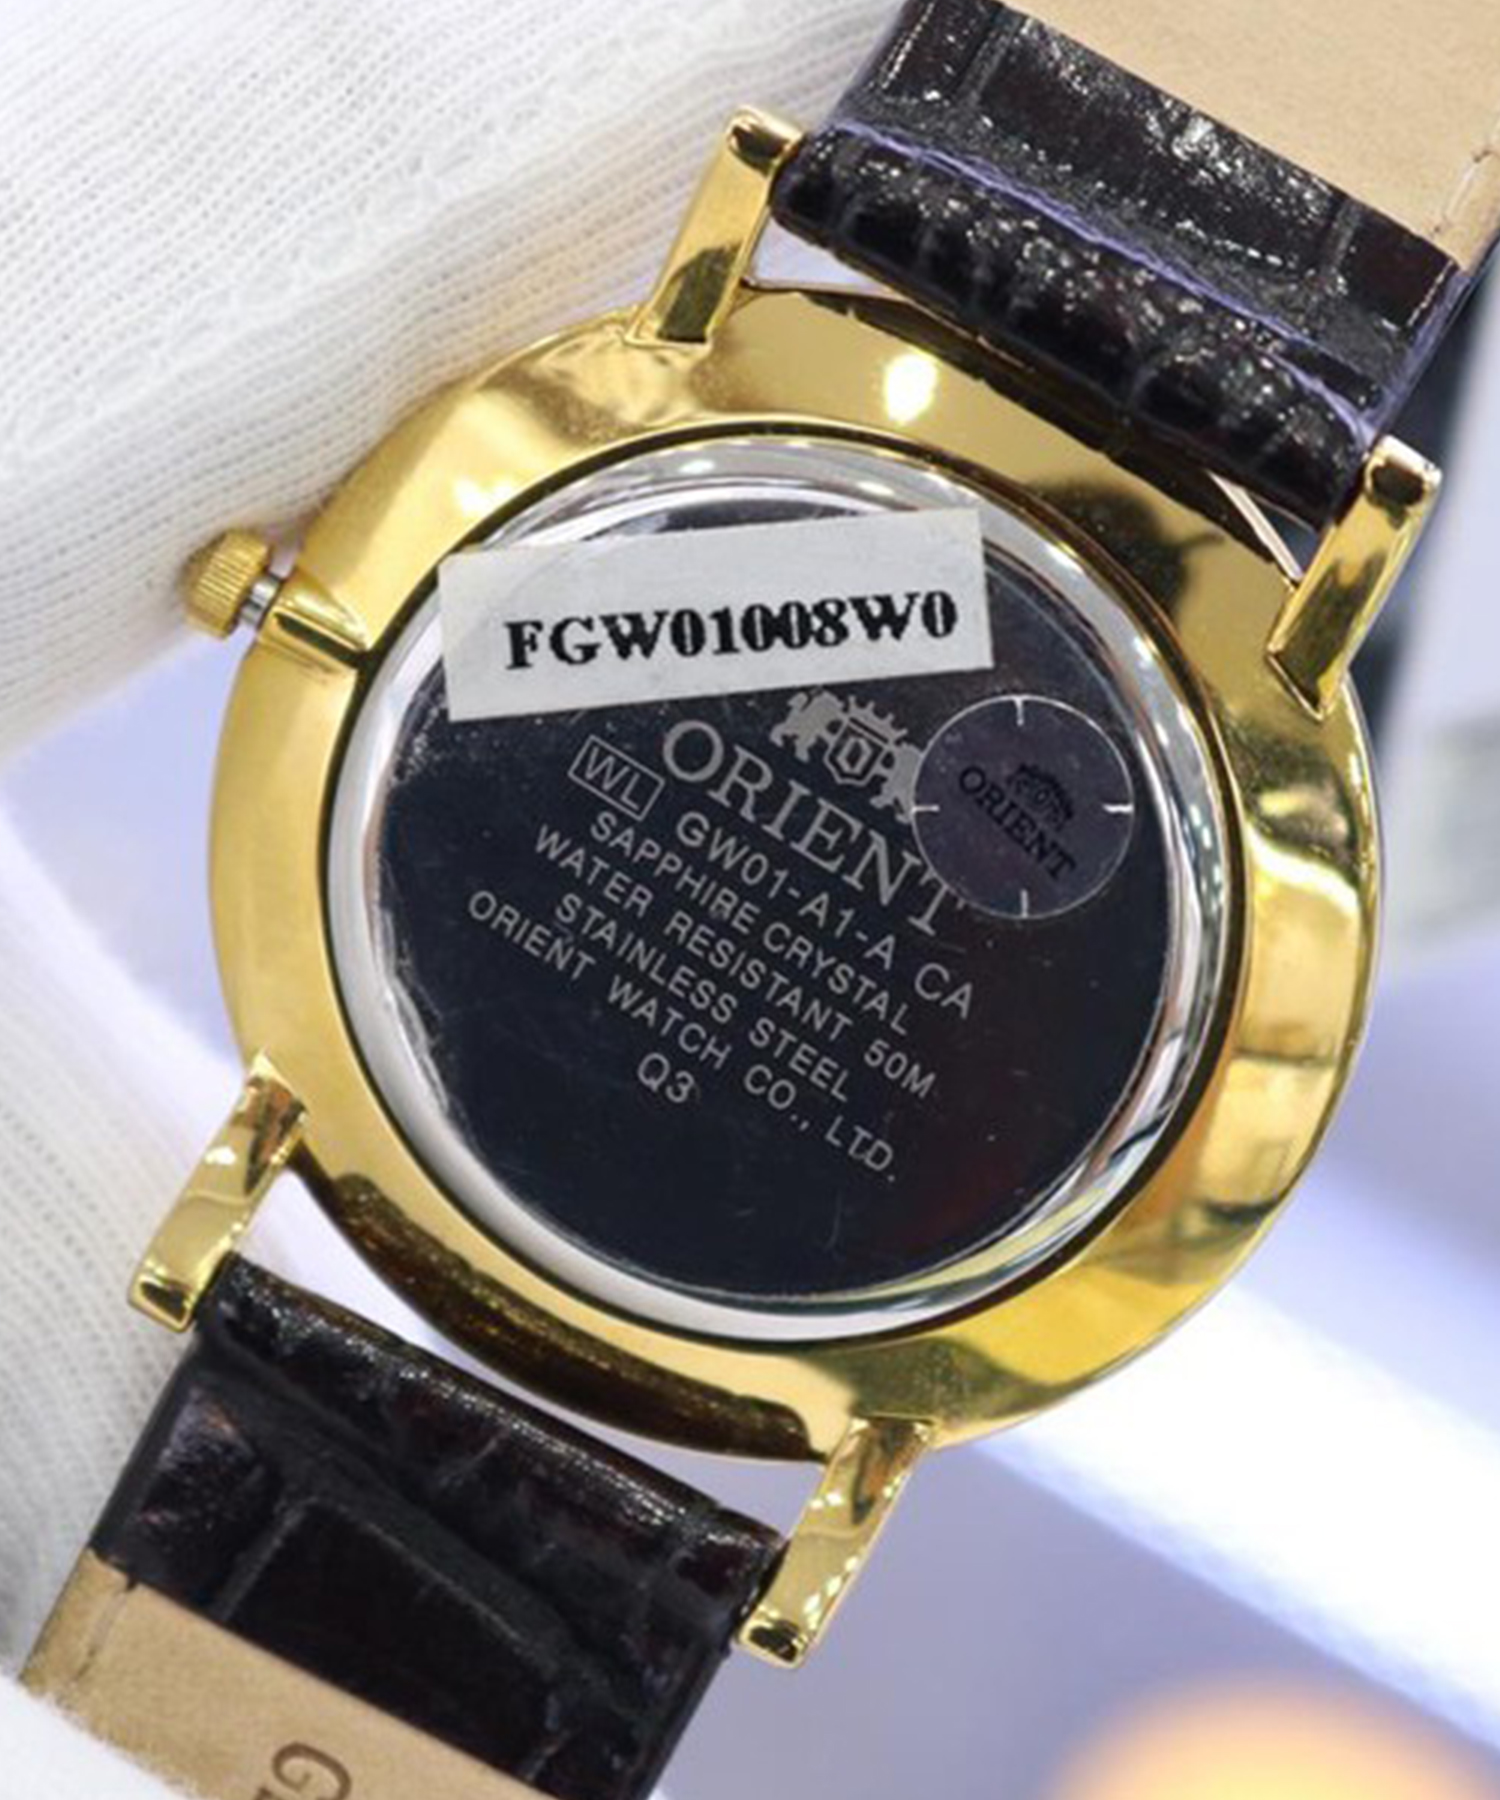 FGW01008W0
ORIENT
ORIENT
WL GW01-A1-A CA
SAPPHIRE CRYSTAL
WATER RESISTANT 50M
STAINLESS STEEL
ORIENT WATCH CO., LTD.
Q3